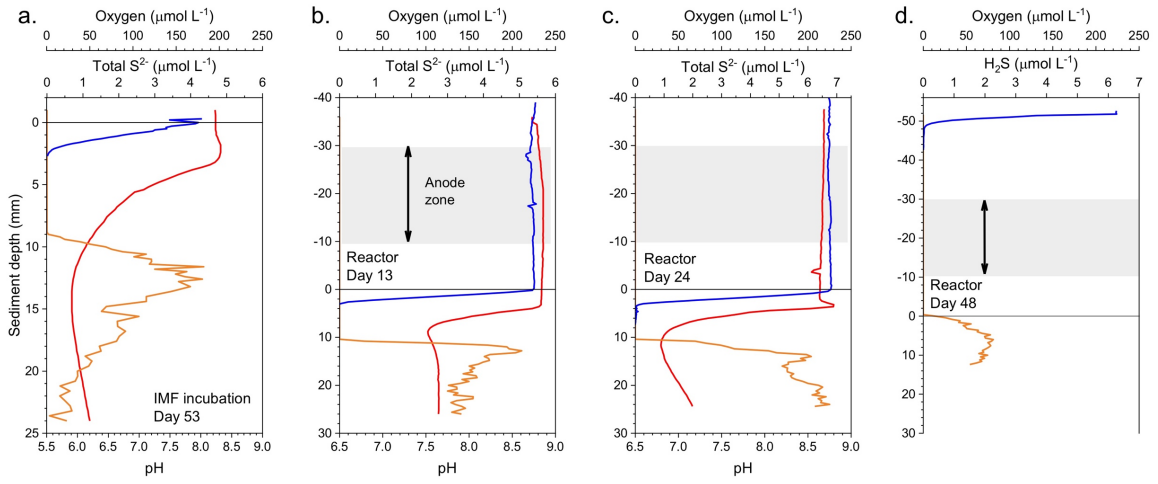 a.
Oxygen (μmol L-1)
0 50 100 150 200 250
Total S2- (μmol L-1)
0 1 2 3 4 5 6
0
5
10
15
20
25
Sediment depth (mm)
IMF incubation
Day 53
5.5 6.0 6.5 7.0 7.5 8.0 8.5 9.0
pH
b.
Oxygen (μmol L-1)
0 50 100 150 200 250
Total S2- (μmol L-1)
0 1 2 3 4 5 6
-40
-30
-20
-10
0
10
20
30
Anode
zone
Reactor
Day 13
6.5 7.0 7.5 8.0 8.5 9.0
pH
c.
Oxygen (μmol L-1)
0 50 100 150 200 250
Total S2- (μmol L-1)
0 1 2 3 4 5 6 7
-40
-30
-20
-10
0
10
20
30
Reactor
Day 24
6.5 7.0 7.5 8.0 8.5 9.0
pH
d.
Oxygen (μmol L-1)
0 50 100 150 200 250
H2S (μmol L-1)
0 1 2 3 4 5 6 7
-50
-40
-30
-20
-10
0
10
20
30
Reactor
Day 48